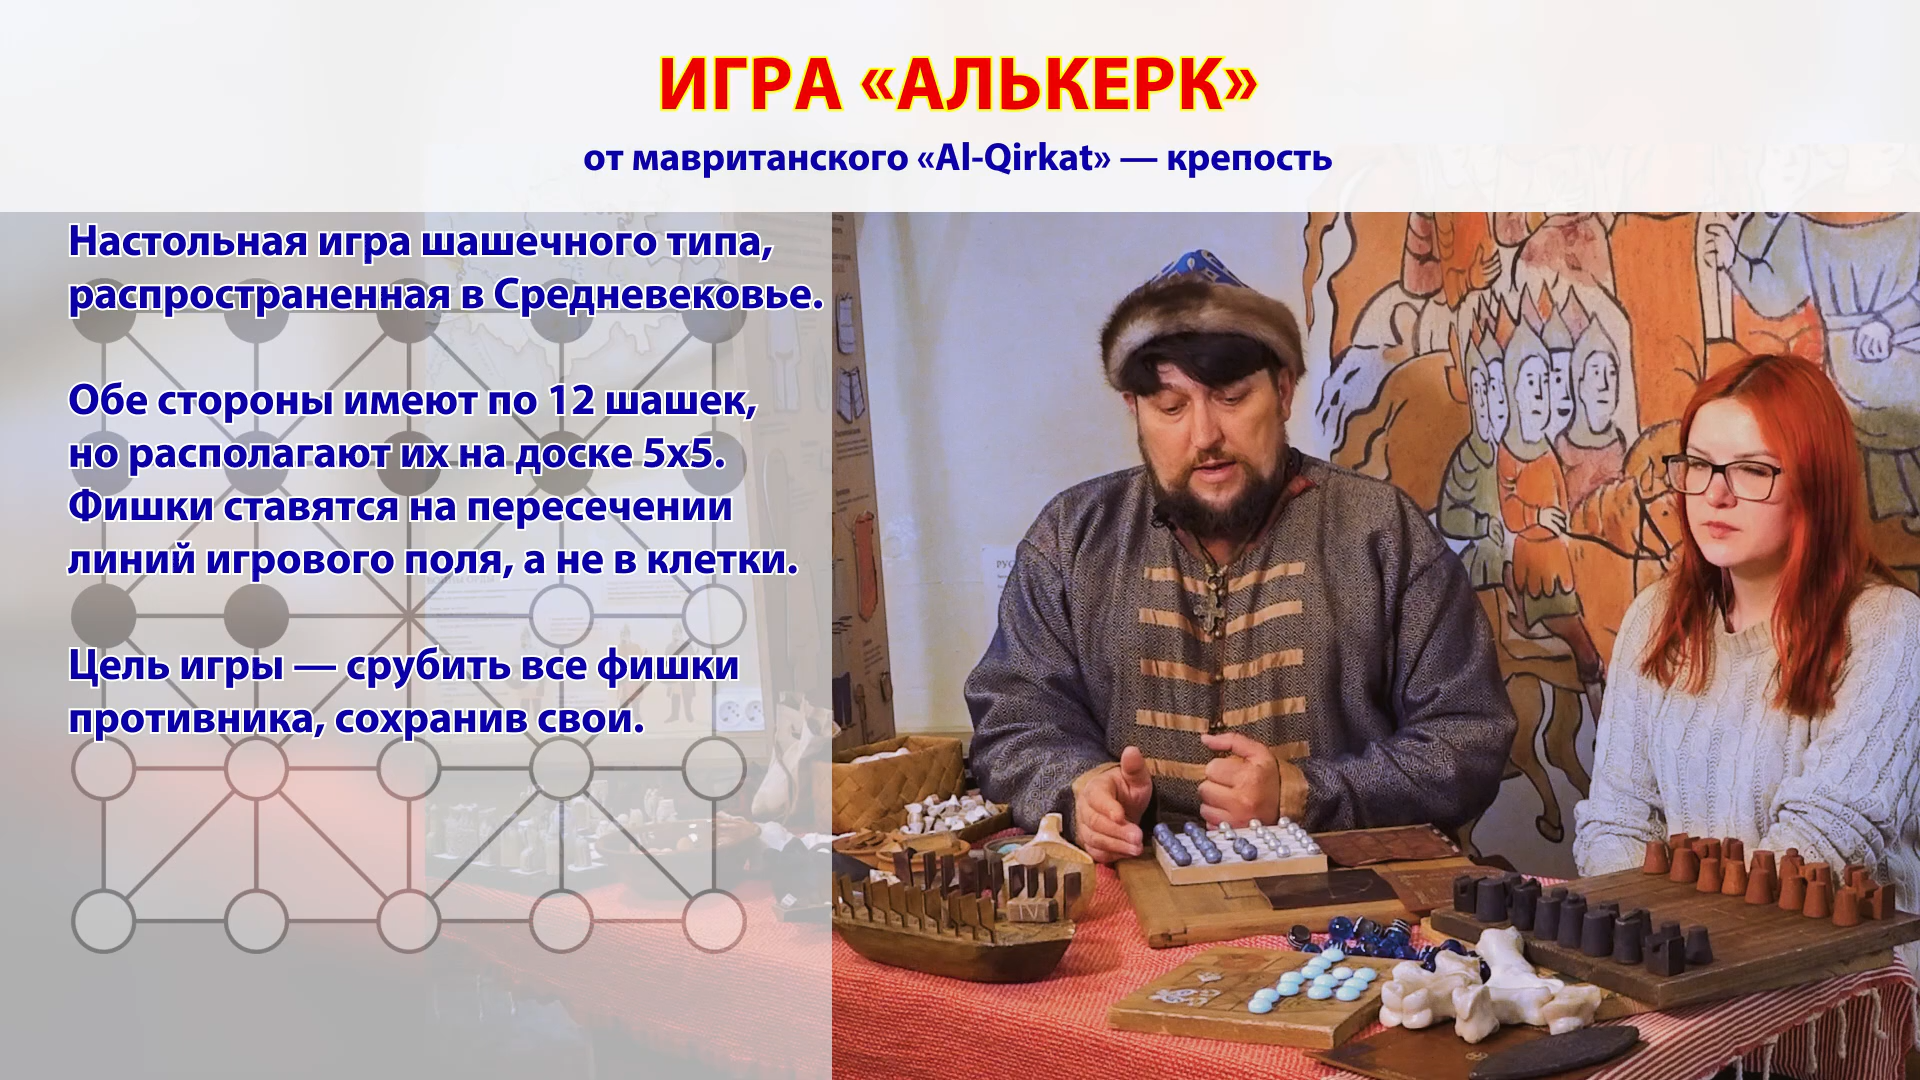 ИГРА «АЛЬКЕРК»
от мавританского «Al-Qirkat» — крепость
Настольная игра шашечного типа,
распространенная в Средневековье.
Обе стороны имеют по 12 шашек,
но располагают их на доске 5х5.
Фишки ставятся на пересечении
линий игрового поля, а не в клетки.
Цель игры — срубить все фишки
противника, сохранив свои.